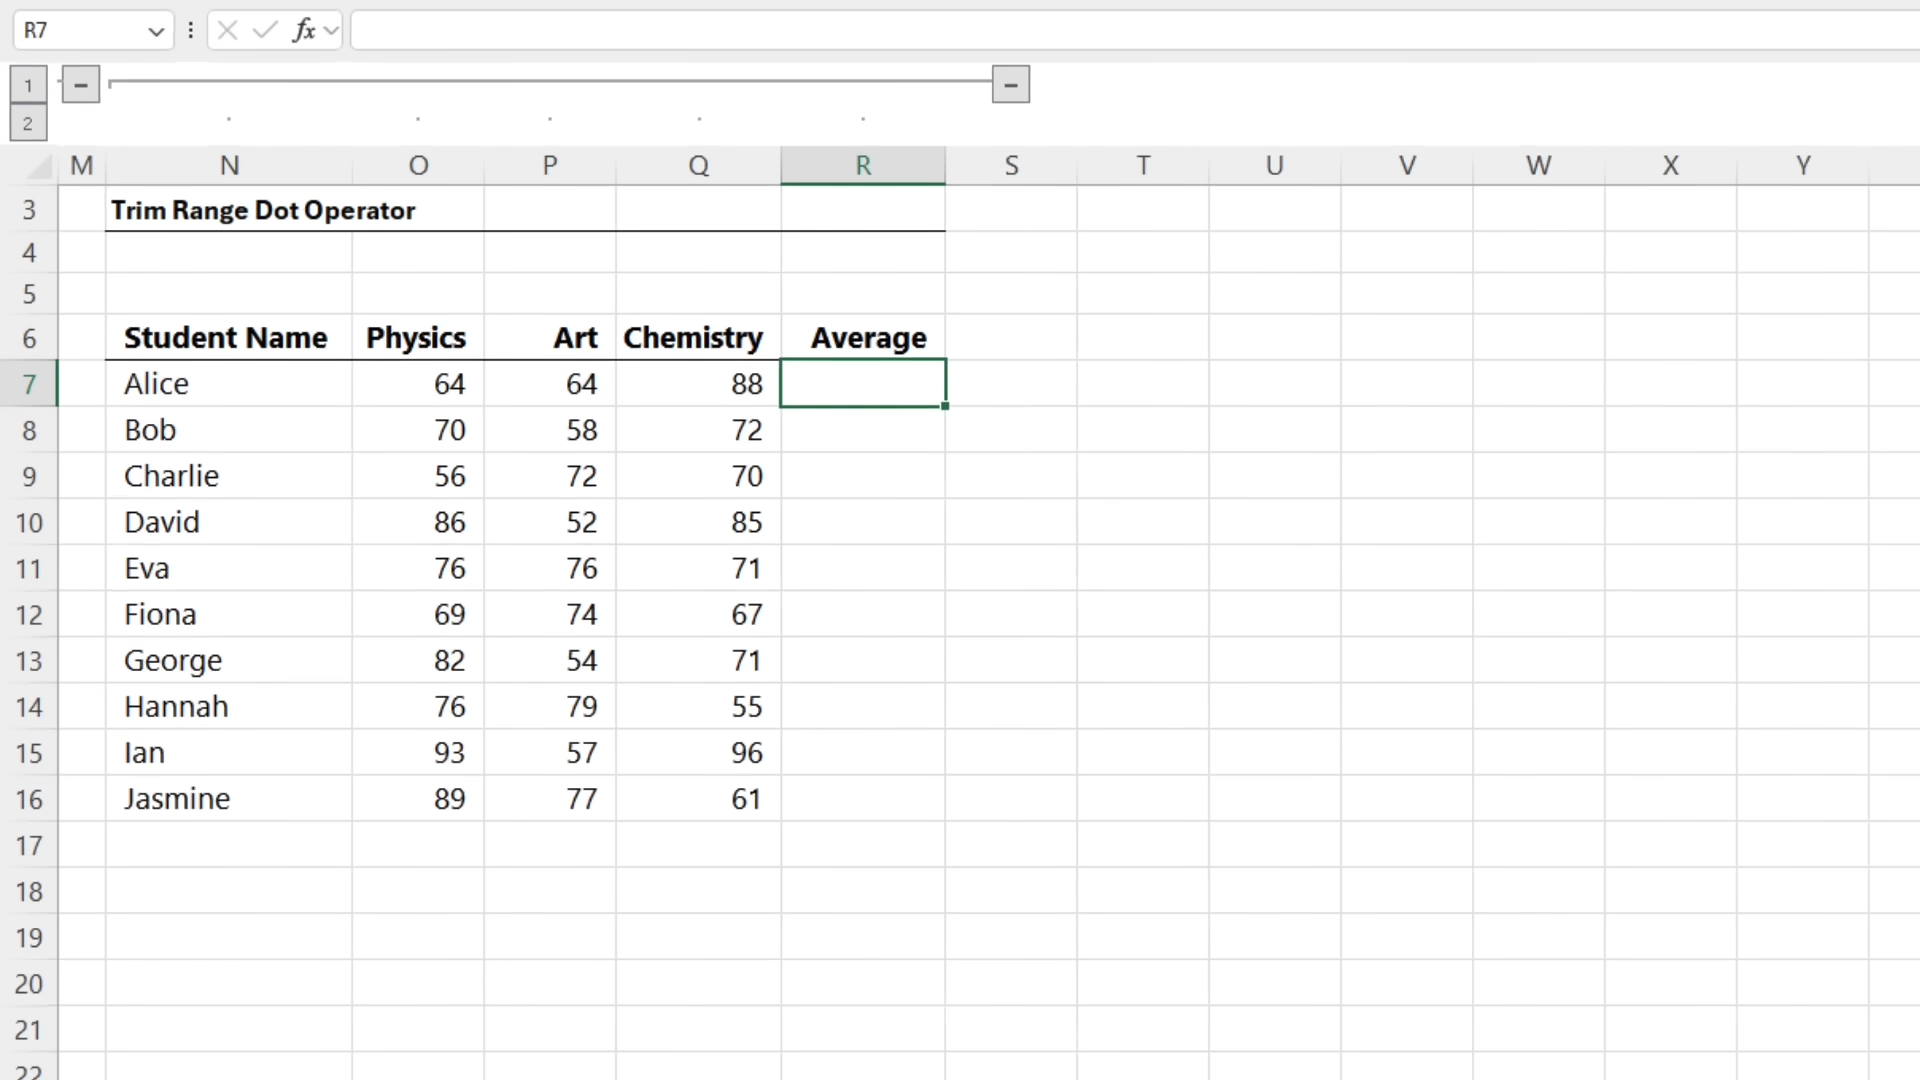 R7 fx
1
2
M N O P Q R S T U V W X Y
3 Trim Range Dot Operator
4
5
6 Student Name Physics Art Chemistry Average
7 Alice 64 64 88
8 Bob 70 58 72
9 Charlie 56 72 70
10 David 86 52 85
11 Eva 76 76 71
12 Fiona 69 74 67
13 George 82 54 71
14 Hannah 76 79 55
15 Ian 93 57 96
16 Jasmine 89 77 61
17
18
19
20
21
22